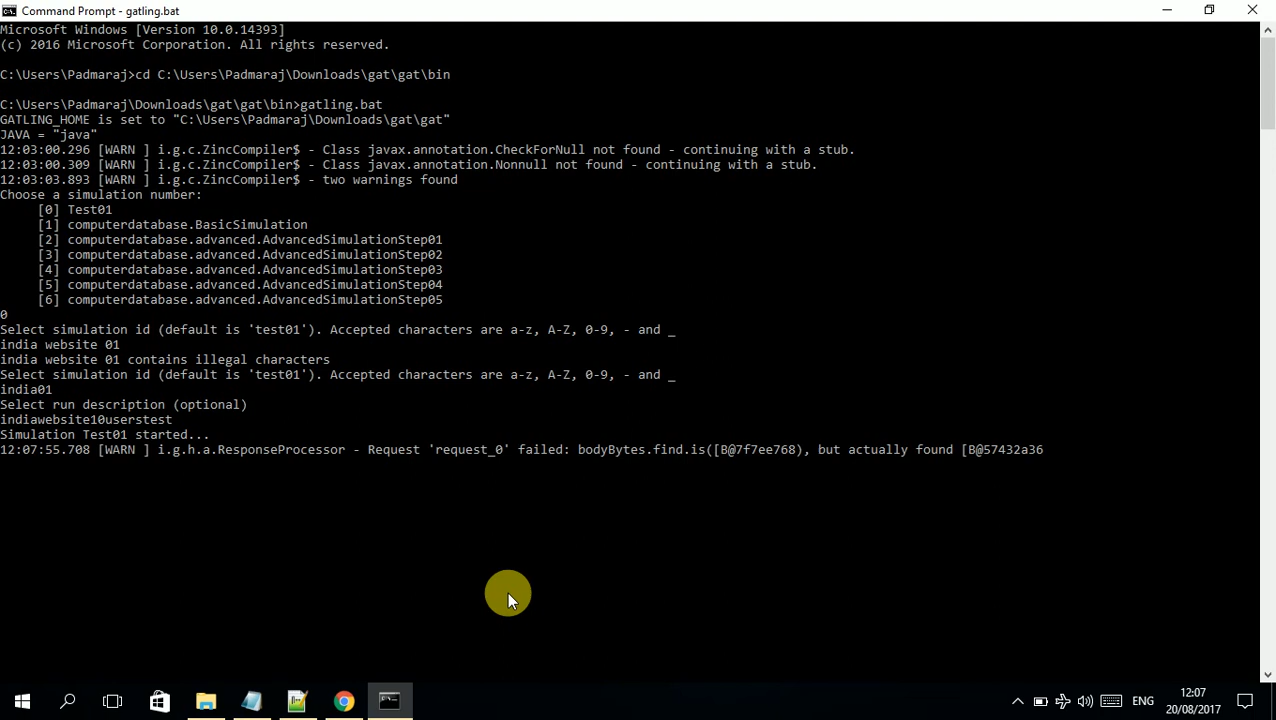 Command Prompt - gatling.bat
Microsoft Windows [Version 10.0.14393]
(c) 2016 Microsoft Corporation. All rights reserved.
C:\Users\Padmaraj>cd C:\Users\Padmaraj\Downloads\gat\gat\bin
C:\Users\Padmaraj\Downloads\gat\gat\bin>gatling.bat
GATLING_HOME is set to "C:\Users\Padmaraj\Downloads\gat\gat"
JAVA = "java"
12:03:00.296 [WARN ] i.g.c.ZincCompiler$ - Class javax.annotation.CheckForNull not found - continuing with a stub.
12:03:00.309 [WARN ] i.g.c.ZincCompiler$ - Class javax.annotation.Nonnull not found - continuing with a stub.
12:03:03.893 [WARN ] i.g.c.ZincCompiler$ - two warnings found
Choose a simulation number:
[0] Test01
[1] computerdatabase.BasicSimulation
[2] computerdatabase.advanced.AdvancedSimulationStep01
[3] computerdatabase.advanced.AdvancedSimulationStep02
[4] computerdatabase.advanced.AdvancedSimulationStep03
[5] computerdatabase.advanced.AdvancedSimulationStep04
[6] computerdatabase.advanced.AdvancedSimulationStep05
0
Select simulation id (default is 'test01'). Accepted characters are a-z, A-Z, 0-9, - and _
india website 01
india website 01 contains illegal characters
Select simulation id (default is 'test01'). Accepted characters are a-z, A-Z, 0-9, - and _
india01
Select run description (optional)
indiawebsite10userstest
Simulation Test01 started...
12:07:55.708 [WARN ] i.g.h.a.ResponseProcessor - Request 'request_0' failed: bodyBytes.find.is([B@7f7ee768), but actually found [B@57432a36
ENG
12:07
20/08/2017